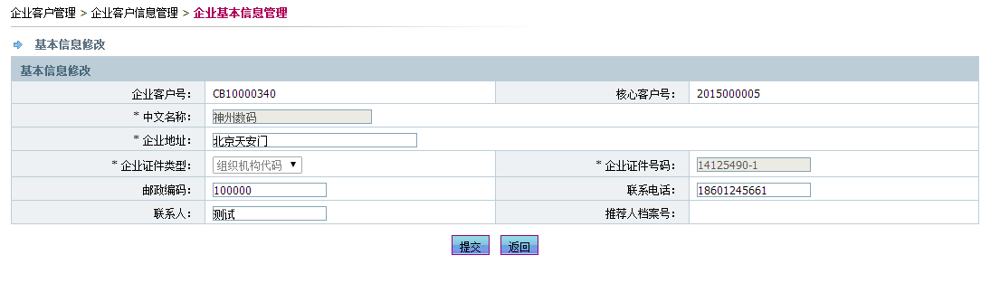 企业客户管理 > 企业客户信息管理 > 企业基本信息管理
基本信息修改
基本信息修改
企业客户号： CB10000340 核心客户号： 2015000005
* 中文名称： 神州数码
* 企业地址： 北京天安门
* 企业证件类型： 组织机构代码 ▼ * 企业证件号码： 14125490-1
邮政编码： 100000 联系电话： 18601245661
联系人： 测试 推荐人档案号：
提交 返回